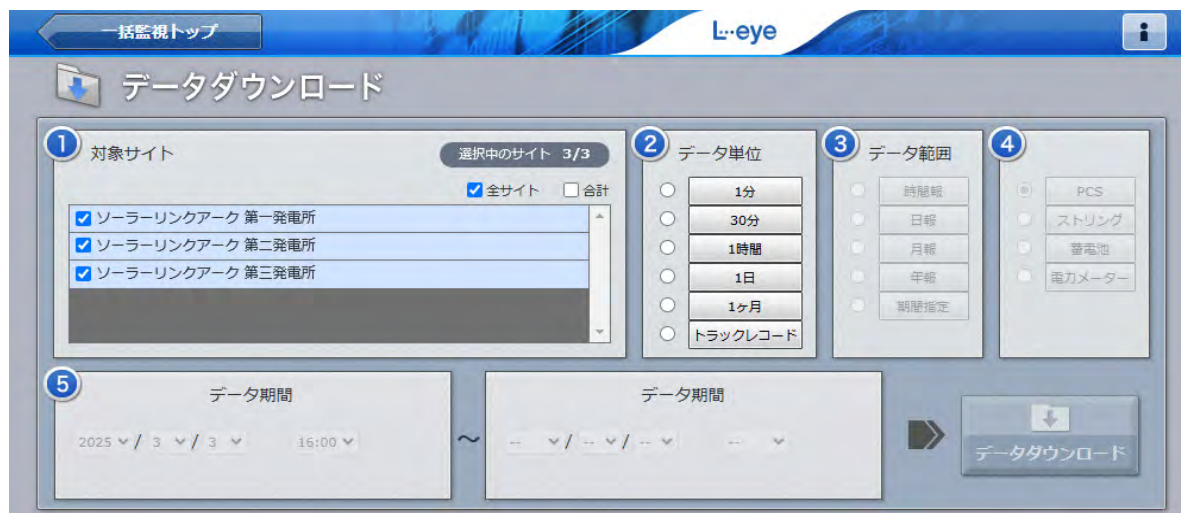 一括監視トップ
L・・・eye
i
データダウンロード
1
対象サイト
選択中のサイト 3/3
全サイト
合計
ソーラーリンクアーク 第一発電所
ソーラーリンクアーク 第二発電所
ソーラーリンクアーク 第三発電所
2
データ単位
1分
30分
1時間
1日
1ヶ月
トラックレコード
3
データ範囲
時間報
日報
月報
年報
期間指定
4
PCS
ストリング
蓄電池
電力メーター
5
データ期間
2025 / 3 / 3 16:00
～
データ期間
-- / -- / -- --
データダウンロード